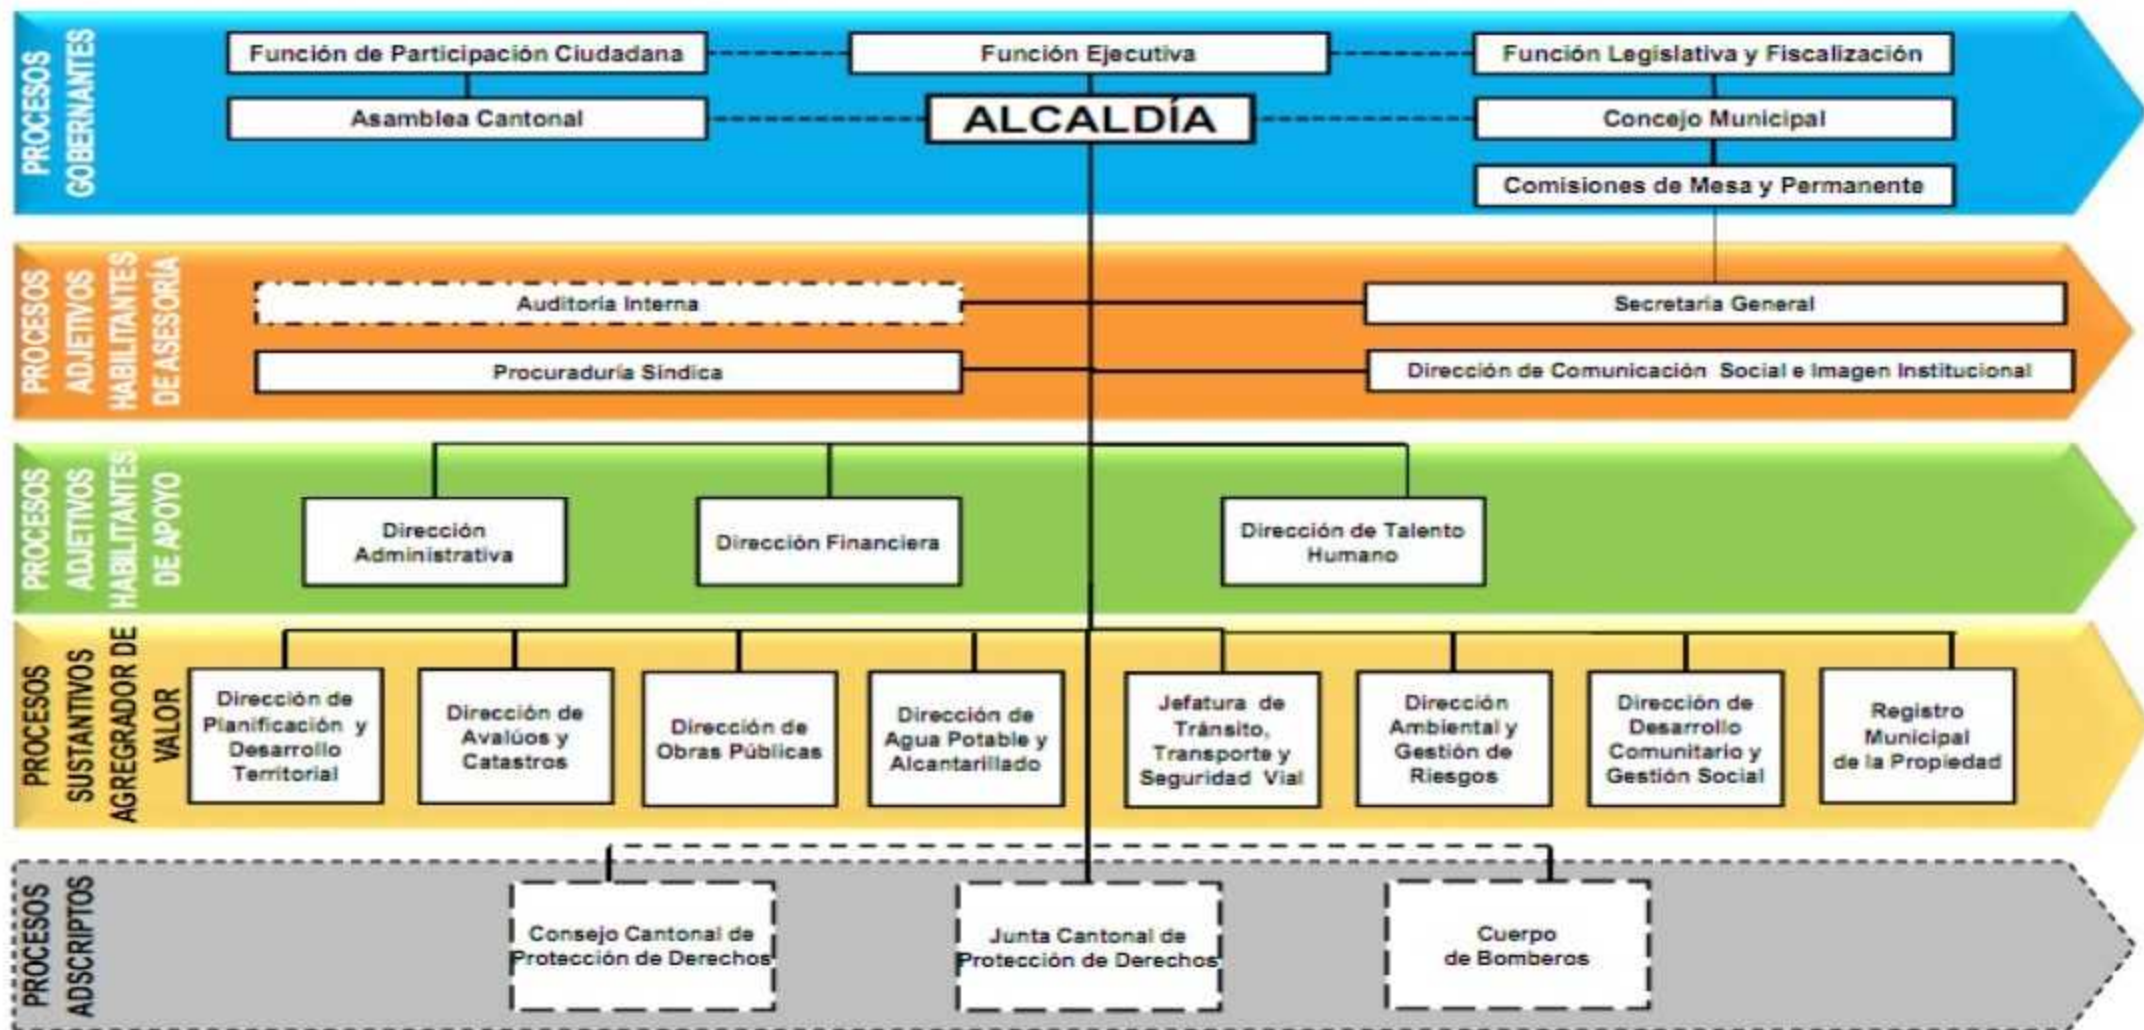 PROCESOS
GOBERNANTES
Función de Participación Ciudadana
Función Ejecutiva
Función Legislativa y Fiscalización
Asamblea Cantonal
ALCALDÍA
Concejo Municipal
Comisiones de Mesa y Permanente
PROCESOS
ADJETIVOS
HABILITANTES
DE ASESORÍA
Auditoría Interna
Secretaria General
Procuraduría Síndica
Dirección de Comunicación Social e Imagen Institucional
PROCESOS
ADJETIVOS
HABILITANTES
DE APOYO
Dirección
Administrativa
Dirección Financiera
Dirección de Talento
Humano
PROCESOS
SUSTANTIVOS
AGREGRADOR DE
VALOR
Dirección de
Planificación y
Desarrollo
Territorial
Dirección de
Avalúos y
Catastros
Dirección de
Obras Públicas
Dirección de
Agua Potable y
Alcantarillado
Jefatura de
Tránsito,
Transporte y
Seguridad Vial
Dirección
Ambiental y
Gestión de
Riesgos
Dirección de
Desarrollo
Comunitario y
Gestión Social
Registro
Municipal
de la Propiedad
PROCESOS
ADSCRIPTOS
Consejo Cantonal de
Protección de Derechos
Junta Cantonal de
Protección de Derechos
Cuerpo
de Bomberos